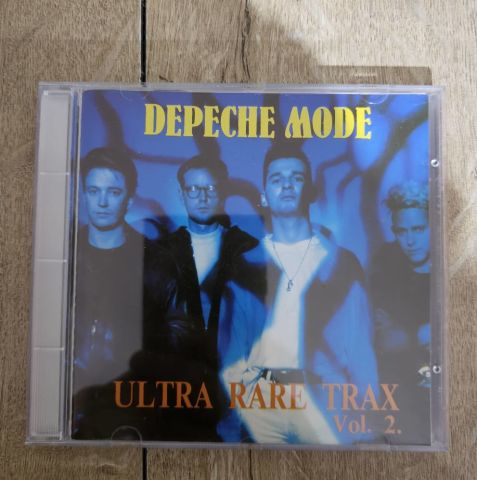 DEPECHE MODE
ULTRA RARE TRAX
Vol. 2.